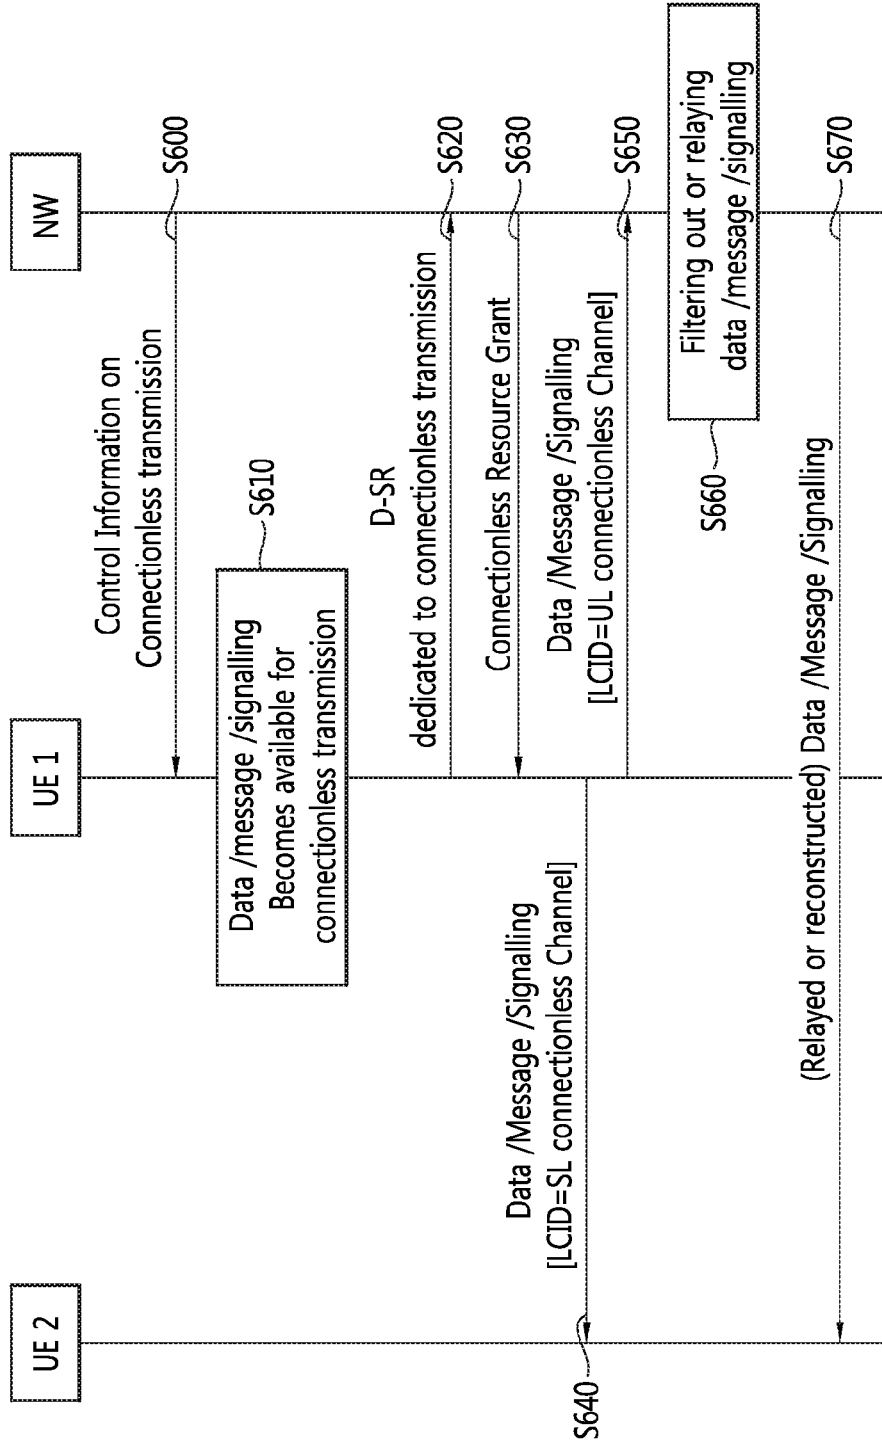 UE 2
UE 1
NW
Control Information on
Connectionless transmission
S600
Data /message /signalling
Becomes available for
connectionless transmission
S610
D-SR
dedicated to connectionless transmission
S620
Connectionless Resource Grant
S630
Data /Message /Signalling
[LCID=SL connectionless Channel]
S640
Data /Message /Signalling
[LCID=UL connectionless Channel]
S650
Filtering out or relaying
data /message /signalling
S660
(Relayed or reconstructed) Data /Message /Signalling
S670